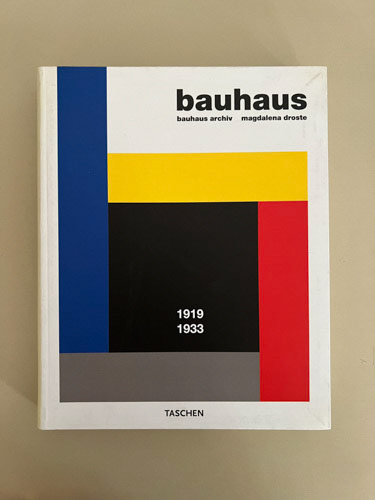 bauhaus
bauhaus archiv magdalena droste
1919
1933
TASCHEN